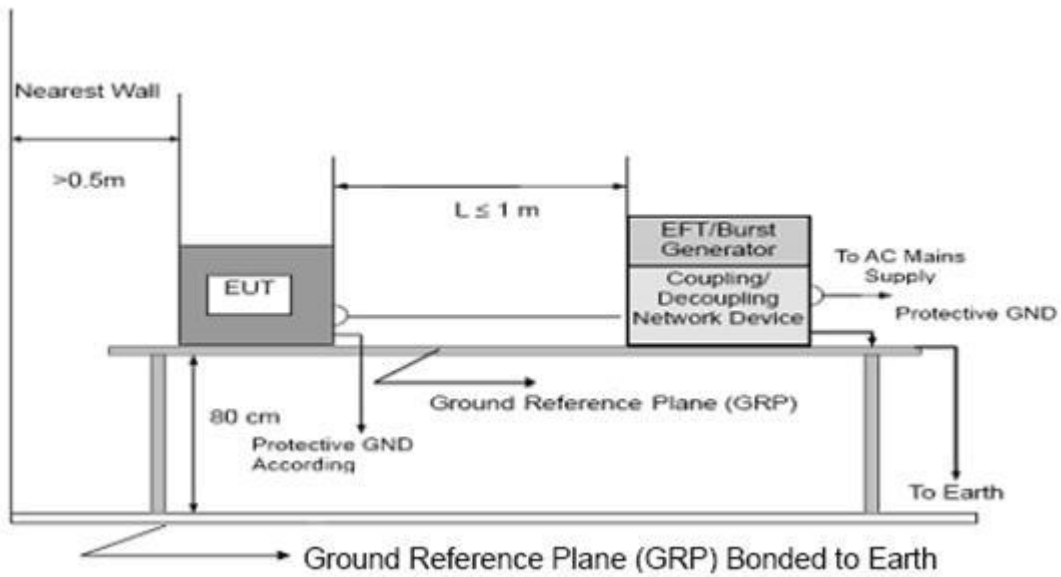 Nearest Wall
>0.5m
L ≤ 1 m
EFT/Burst
Generator
To AC Mains
Supply
EUT
Coupling/
Decoupling
Network Device
Protective GND
Ground Reference Plane (GRP)
80 cm
Protective GND
According
To Earth
Ground Reference Plane (GRP) Bonded to Earth